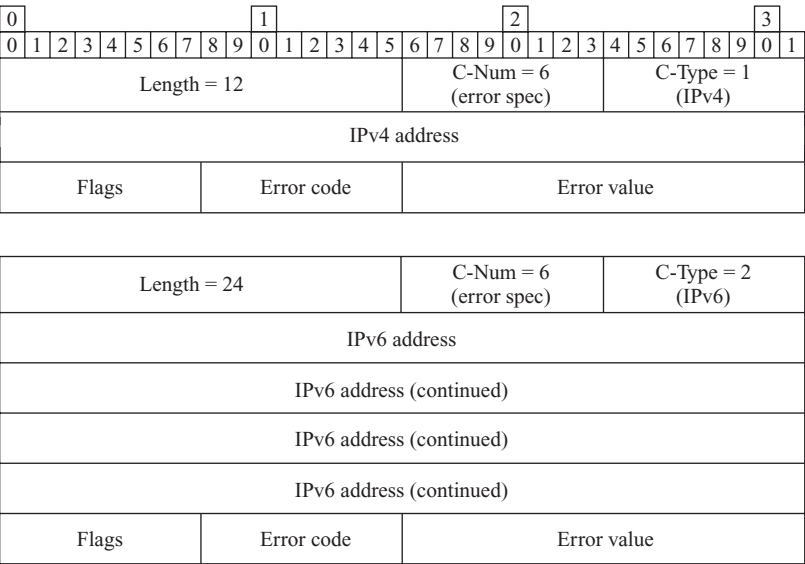 0 1 2 3
0 1 2 3 4 5 6 7 8 9 0 1 2 3 4 5 6 7 8 9 0 1 2 3 4 5 6 7 8 9 0 1
Length = 12 C-Num = 6 C-Type = 1
(error spec) (IPv4)
IPv4 address
Flags Error code Error value
Length = 24 C-Num = 6 C-Type = 2
(error spec) (IPv6)
IPv6 address
IPv6 address (continued)
IPv6 address (continued)
IPv6 address (continued)
Flags Error code Error value